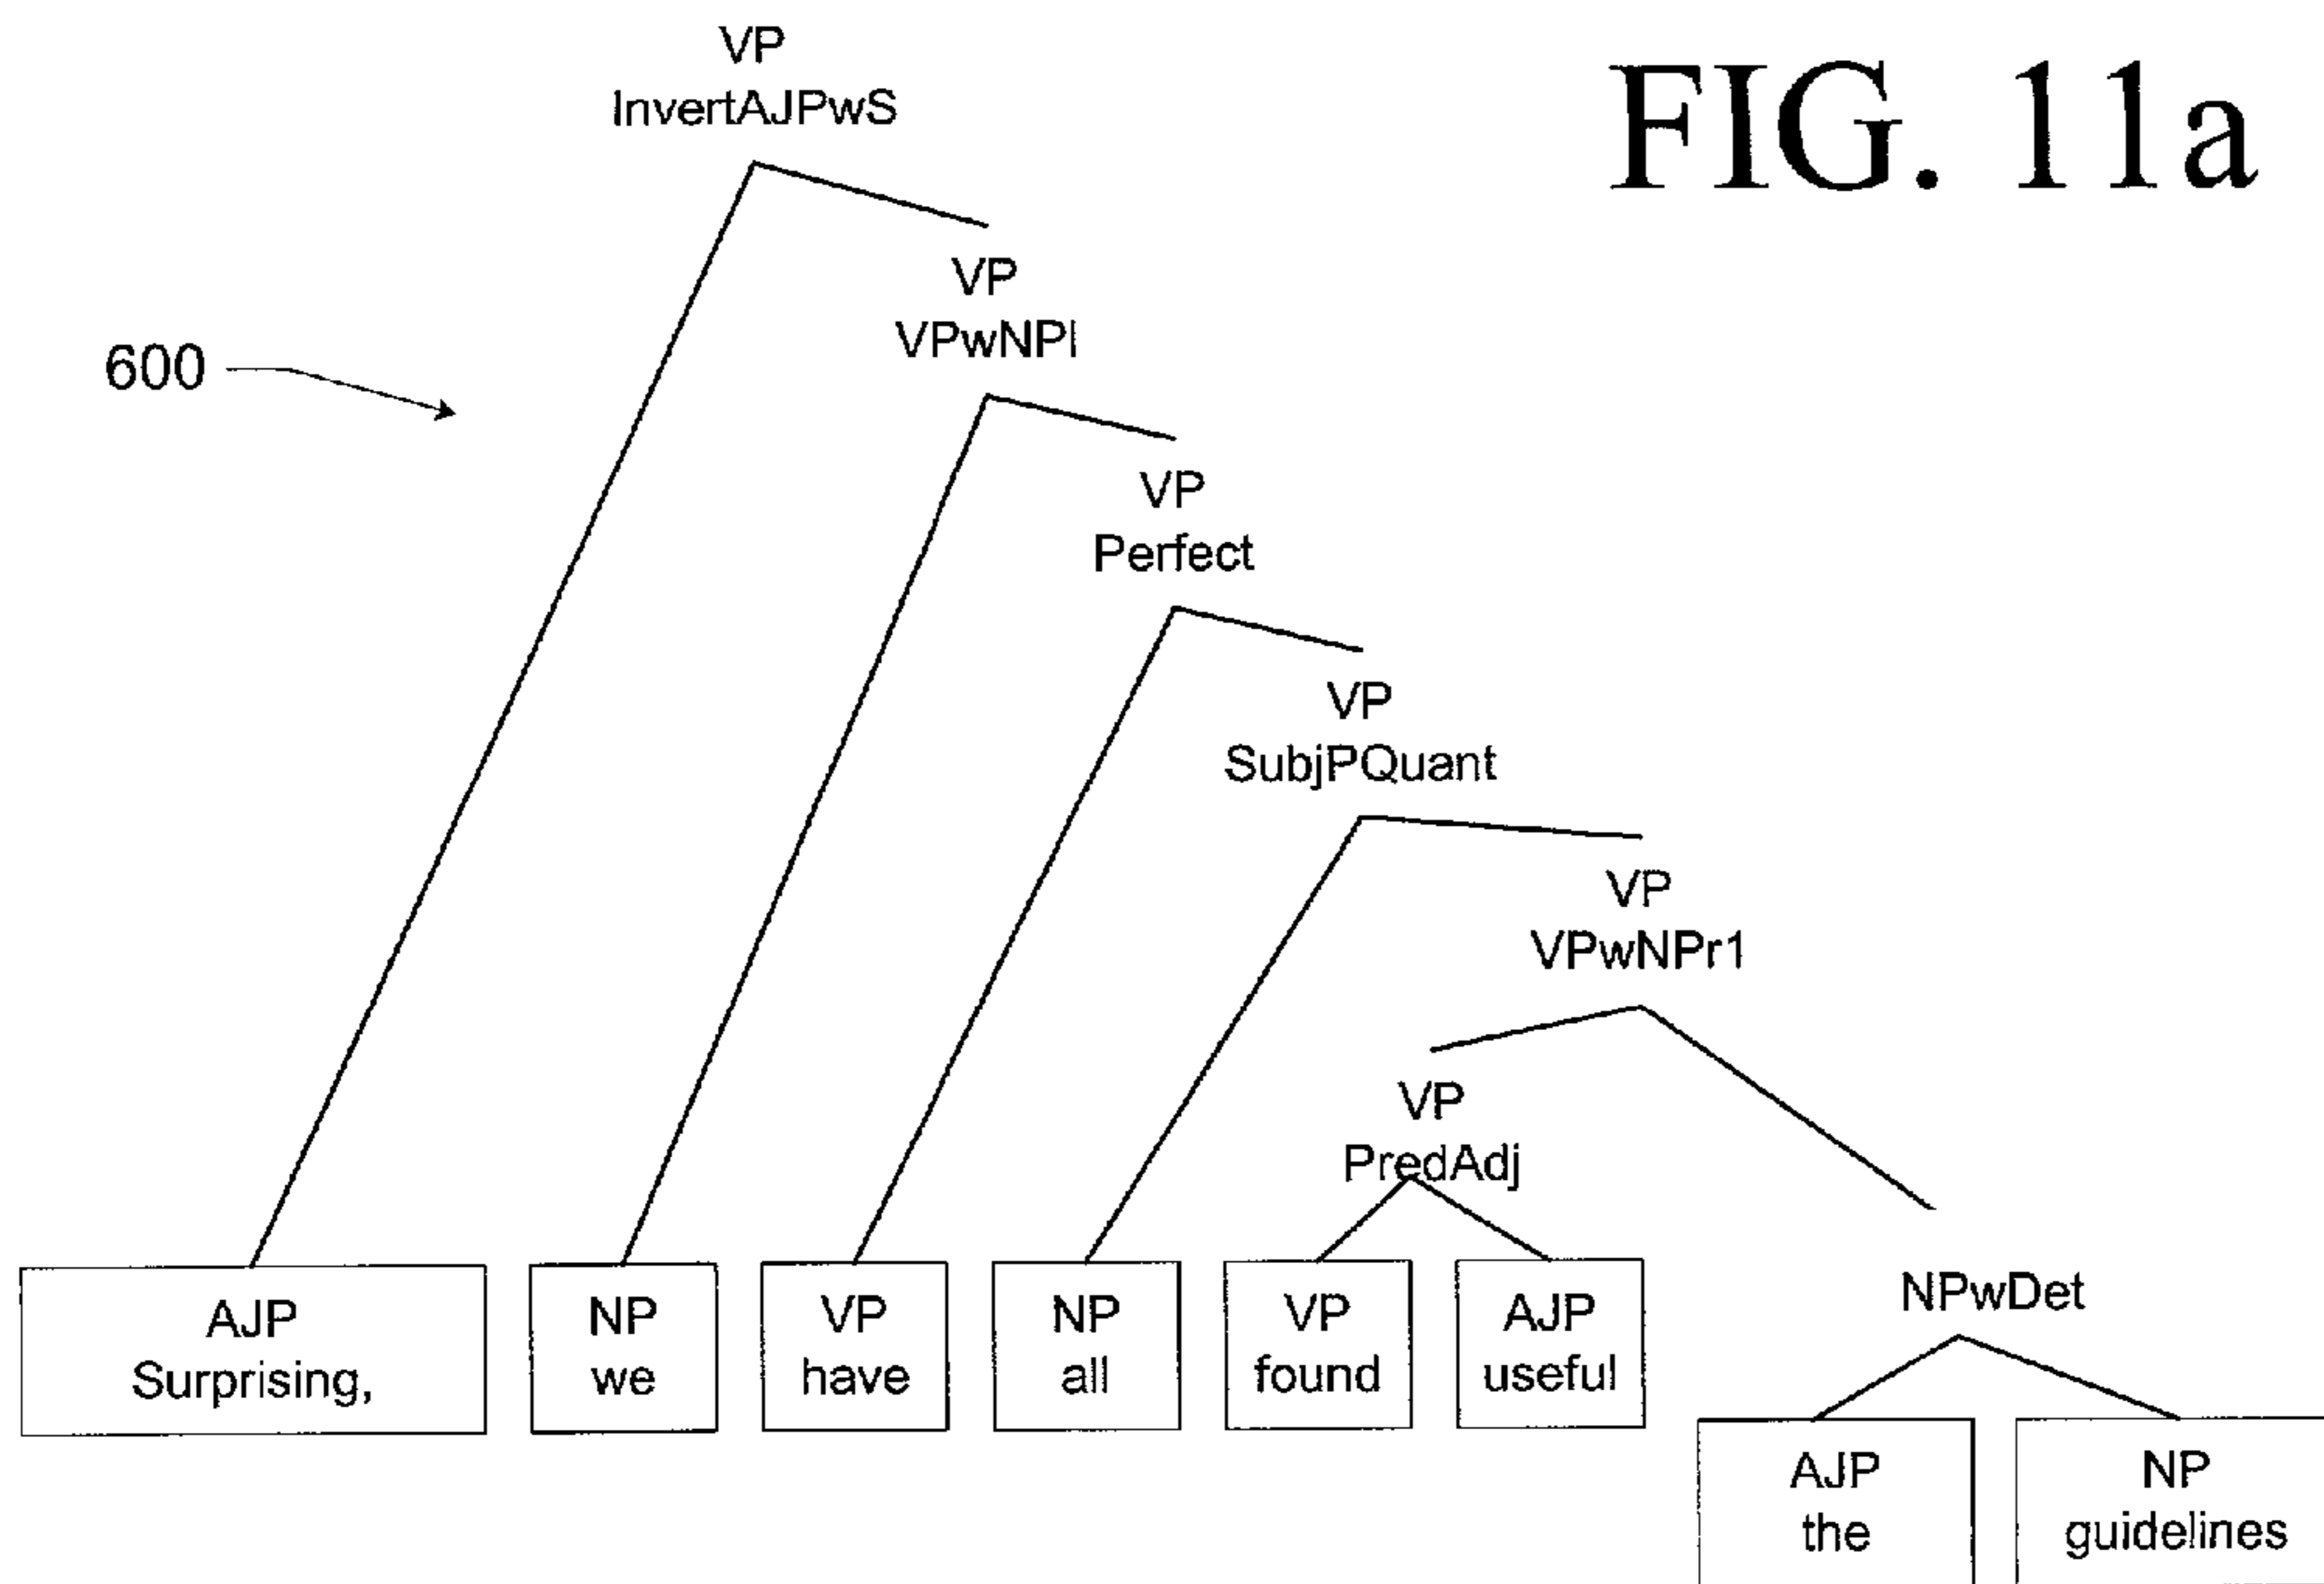 FIG. 11a
VP
InvertAJPwS
VP
VPwNPl
600
VP
Perfect
VP
SubjPQuant
VP
VPwNPr1
VP
PredAdj
NPwDet
AJP
Surprising,
NP
we
VP
have
NP
all
VP
found
AJP
useful
AJP
the
NP
guidelines